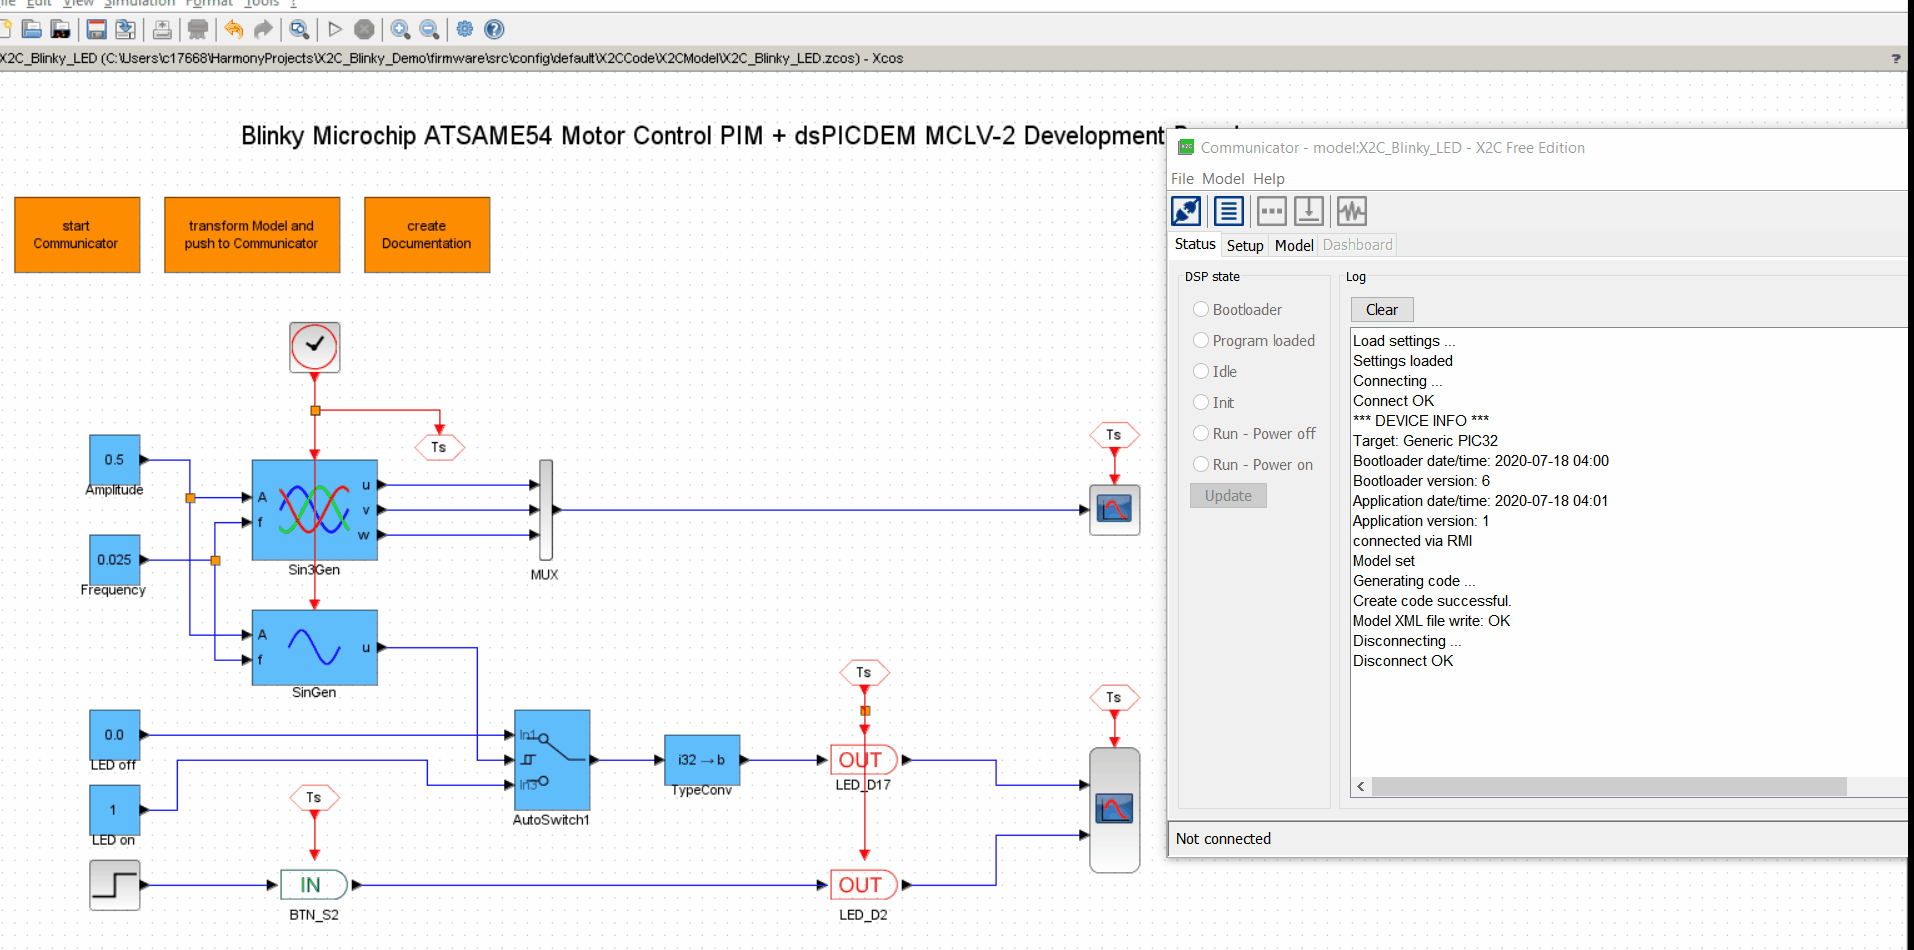 File Edit View Simulation Format Tools ?
X2C_Blinky_LED (C:\Users\c17668\HarmonyProjects\X2C_Blinky_Demo\firmware\src\config\default\X2CCode\X2CModel\X2C_Blinky_LED.zcos) - Xcos
?
Blinky Microchip ATSAME54 Motor Control PIM + dsPICDEM MCLV-2 Development
start
Communicator
transform Model and
push to Communicator
create
Documentation
Ts
0.5
Amplitude
A
f
u
v
w
Sin3Gen
MUX
Ts
0.025
Frequency
A
f
u
SinGen
0.0
LED off
1
LED on
In1
In3
AutoSwitch1
i32 →b
TypeConv
Ts
OUT
LED_D17
Ts
Ts
IN
BTN_S2
OUT
LED_D2
Communicator - model:X2C_Blinky_LED - X2C Free Edition
File Model Help
Status Setup Model Dashboard
DSP state
Bootloader
Program loaded
Idle
Init
Run - Power off
Run - Power on
Update
Log
Clear
Load settings ...
Settings loaded
Connecting ...
Connect OK
*** DEVICE INFO ***
Target: Generic PIC32
Bootloader date/time: 2020-07-18 04:00
Bootloader version: 6
Application date/time: 2020-07-18 04:01
Application version: 1
connected via RMI
Model set
Generating code ...
Create code successful.
Model XML file write: OK
Disconnecting ...
Disconnect OK
Not connected